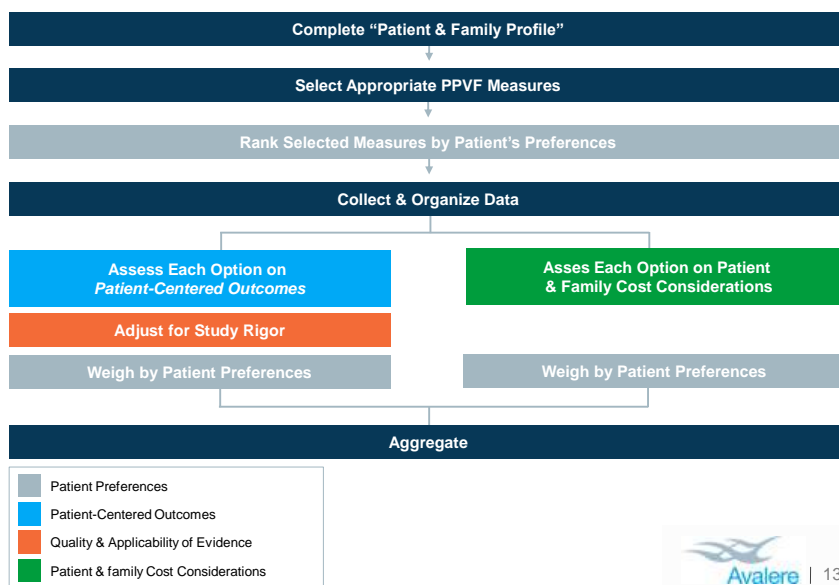 Complete “Patient & Family Profile”
Select Appropriate PPVF Measures
Rank Selected Measures by Patient’s Preferences
Collect & Organize Data
Assess Each Option on
Patient-Centered Outcomes
Asses Each Option on Patient
& Family Cost Considerations
Adjust for Study Rigor
Weigh by Patient Preferences
Weigh by Patient Preferences
Aggregate
Patient Preferences
Patient-Centered Outcomes
Quality & Applicability of Evidence
Patient & family Cost Considerations
Avalere | 13